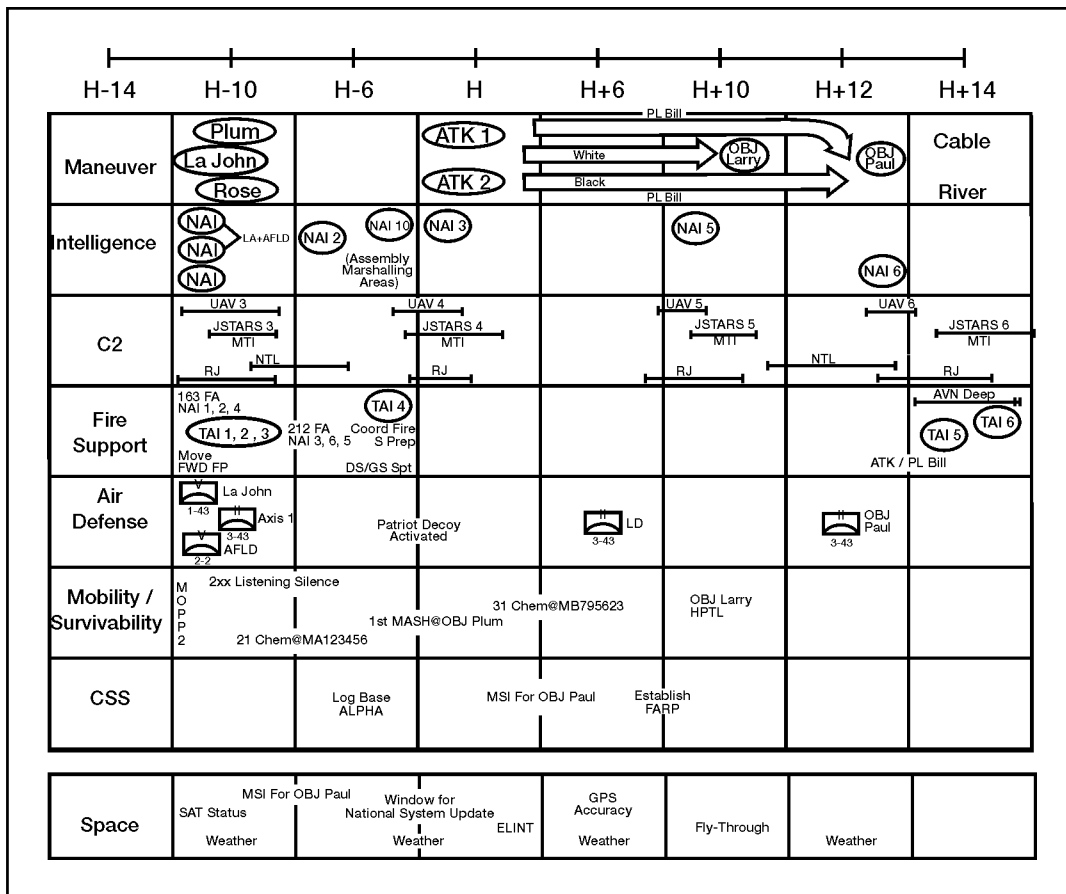 H-14 H-10 H-6 H H+6 H+10 H+12 H+14
Maneuver
Plum
La John
Rose
ATK 1
ATK 2
PL Bill
White
Black
PL Bill
OBJ
Larry
OBJ
Paul
Cable
River
Intelligence
NAI
NAI
NAI
LA+AFLD
NAI 2
NAI 10
(Assembly
Marshalling
Areas)
NAI 3
NAI 5
NAI 6
C2
UAV 3
JSTARS 3
MTI
NTL
RJ
UAV 4
JSTARS 4
MTI
RJ
UAV 5
JSTARS 5
MTI
RJ
NTL
UAV 6
JSTARS 6
MTI
RJ
Fire
Support
163 FA
NAI 1, 2, 4
TAI 1, 2 , 3
Move
FWD FP
212 FA
NAI 3, 6, 5
TAI 4
Coord Fire
S Prep
DS/GS Spt
AVN Deep
TAI 5
TAI 6
ATK / PL Bill
Air
Defense
V
1-43
La John
II
3-43
Axis 1
V
2-2
AFLD
Patriot Decoy
Activated
II
3-43
LD
II
3-43
OBJ
Paul
Mobility /
Survivability
M
O
P
P
2
2xx Listening Silence
21 Chem@MA123456
1st MASH@OBJ Plum
31 Chem@MB795623
OBJ Larry
HPTL
CSS
Log Base
ALPHA
MSI For OBJ Paul
Establish
FARP
Space
MSI For OBJ Paul
SAT Status
Weather
Window for
National System Update
ELINT
Weather
GPS
Accuracy
Weather
Fly-Through
Weather